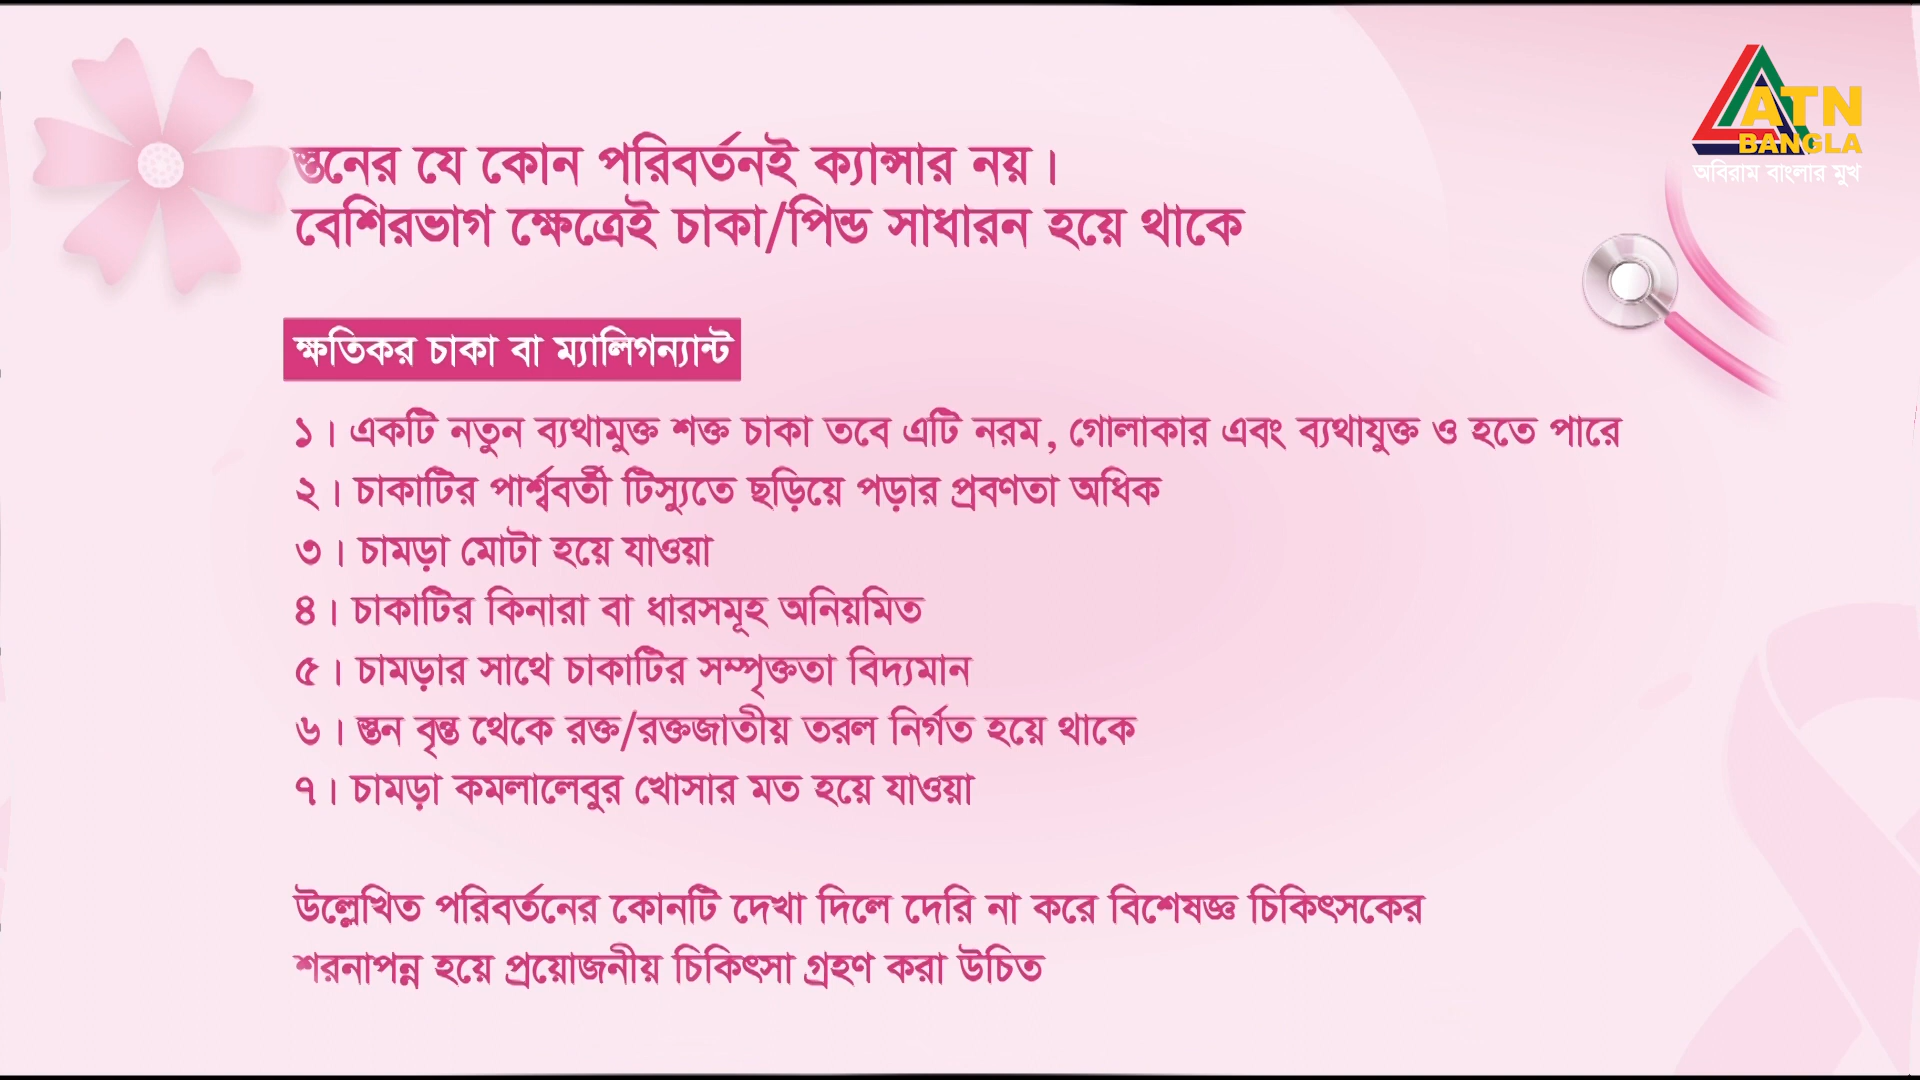 ATN
BANGLA
অবিরাম বাংলার মুখ
স্তনের যে কোন পরিবর্তনই ক্যান্সার নয়।
বেশিরভাগ ক্ষেত্রেই চাকা/পিন্ড সাধারন হয়ে থাকে
ক্ষতিকর চাকা বা ম্যালিগন্যান্ট
১। একটি নতুন ব্যথামুক্ত শক্ত চাকা তবে এটি নরম, গোলাকার এবং ব্যথাযুক্ত ও হতে পারে
২। চাকাটির পার্শ্ববর্তী টিস্যুতে ছড়িয়ে পড়ার প্রবণতা অধিক
৩। চামড়া মোটা হয়ে যাওয়া
৪। চাকাটির কিনারা বা ধারসমূহ অনিয়মিত
৫। চামড়ার সাথে চাকাটির সম্পৃক্ততা বিদ্যমান
৬। স্তন বৃন্ত থেকে রক্ত/রক্তজাতীয় তরল নির্গত হয়ে থাকে
৭। চামড়া কমলালেবুর খোসার মত হয়ে যাওয়া
উল্লেখিত পরিবর্তনের কোনটি দেখা দিলে দেরি না করে বিশেষজ্ঞ চিকিৎসকের
শরনাপন্ন হয়ে প্রয়োজনীয় চিকিৎসা গ্রহণ করা উচিত